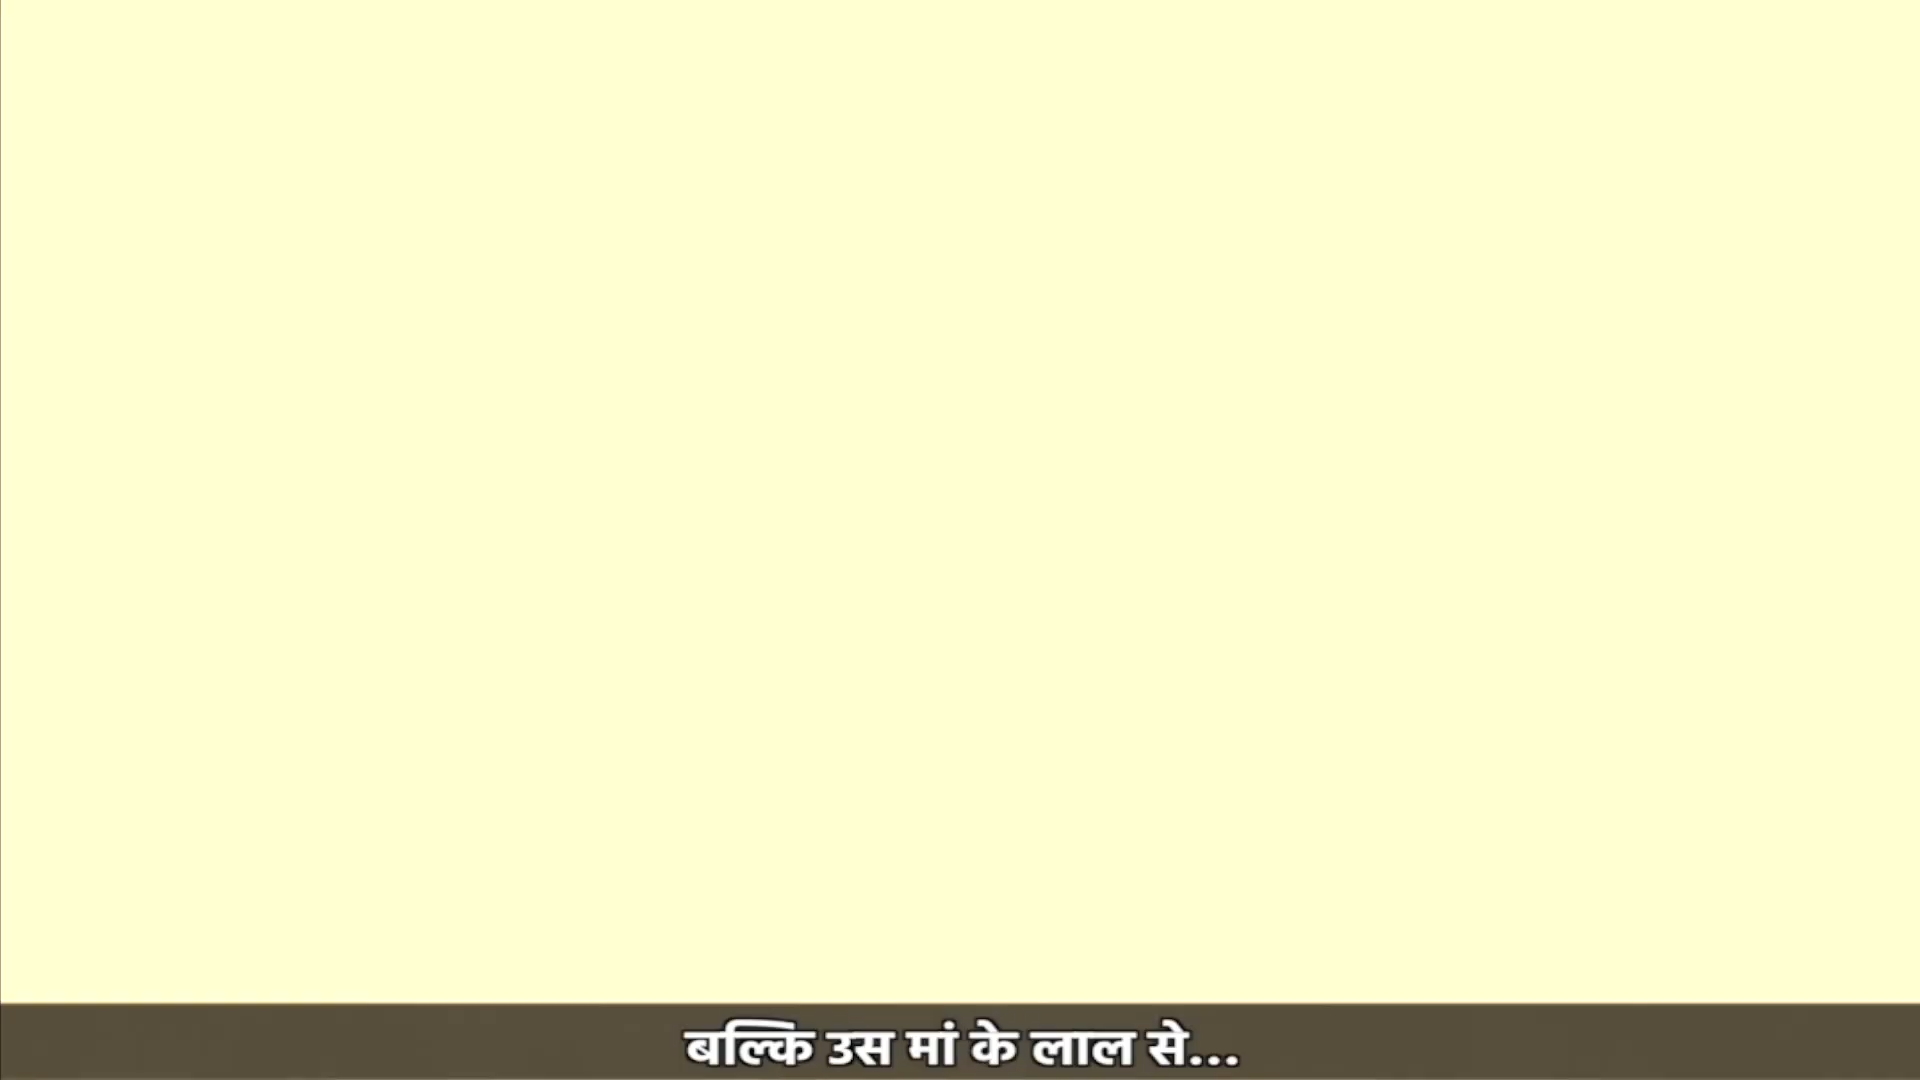 बल्कि उस मां के लाल से...